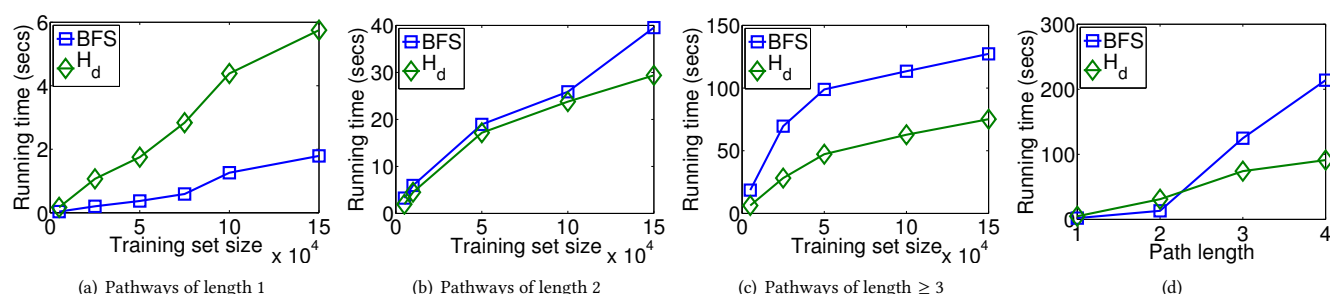 Running time (secs)
6
4
2
0
BFS
H_d
0
5
10
15
Training set size
x 10^4
(a) Pathways of length 1
Running time (secs)
40
30
20
10
0
BFS
H_d
0
5
10
15
Training set size
x 10^4
(b) Pathways of length 2
Running time (secs)
150
100
50
0
BFS
H_d
0
5
10
15
Training set size
x 10^4
(c) Pathways of length ≥ 3
Running time (secs)
300
200
100
0
BFS
H_d
1
2
3
4
Path length
(d)